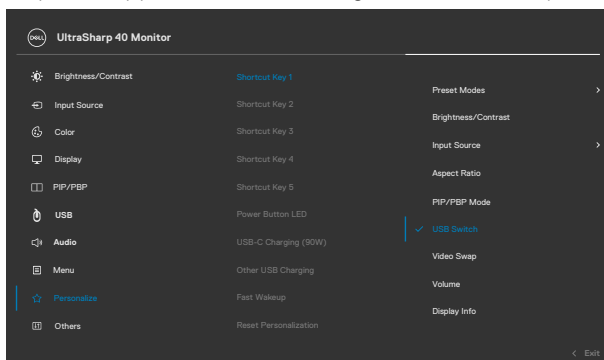 DELL
UltraSharp 40 Monitor
Brightness/Contrast
Input Source
Color
Display
PIP/PBP
USB
Audio
Menu
Personalize
Others
Shortcut Key 1
Shortcut Key 2
Shortcut Key 3
Shortcut Key 4
Shortcut Key 5
Power Button LED
USB-C Charging (90W)
Other USB Charging
Fast Wakeup
Reset Personalization
Preset Modes
Brightness/Contrast
Input Source
Aspect Ratio
PIP/PBP Mode
USB Switch
Video Swap
Volume
Display Info
Exit